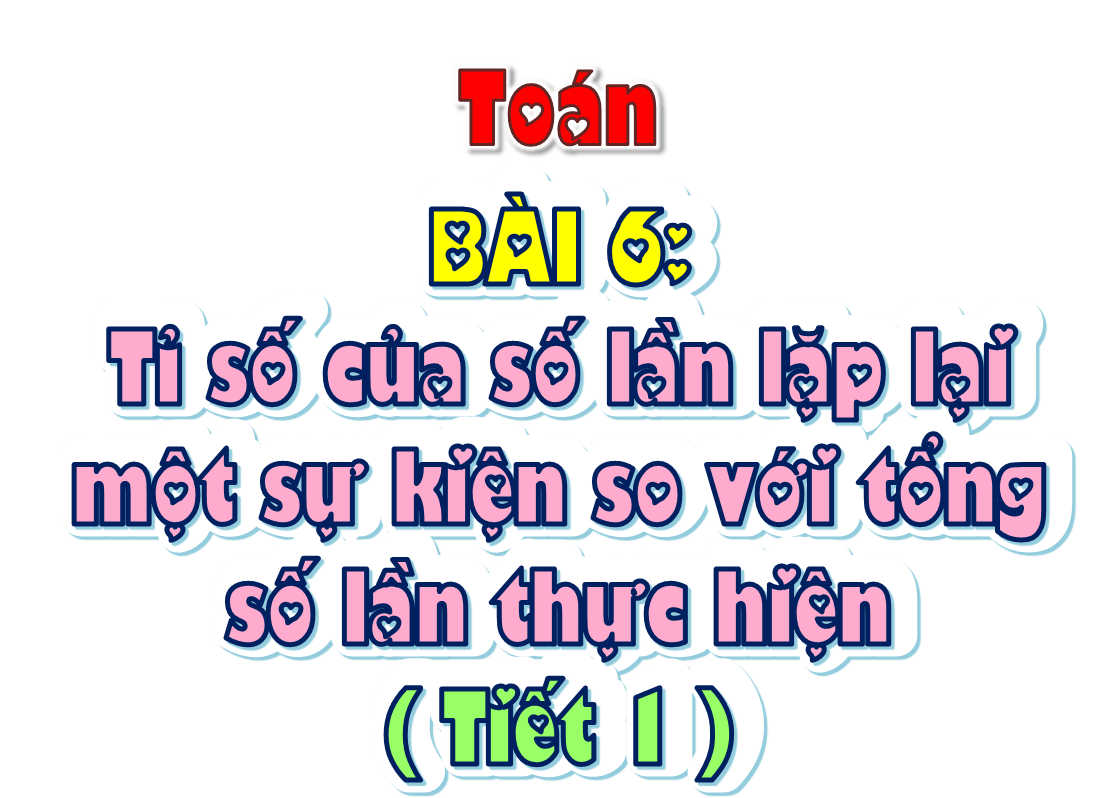 Toán
BÀI 6:
Tỉ số của số lần lặp lại
một sự kiện so với tổng
số lần thực hiện
( Tiết 1 )